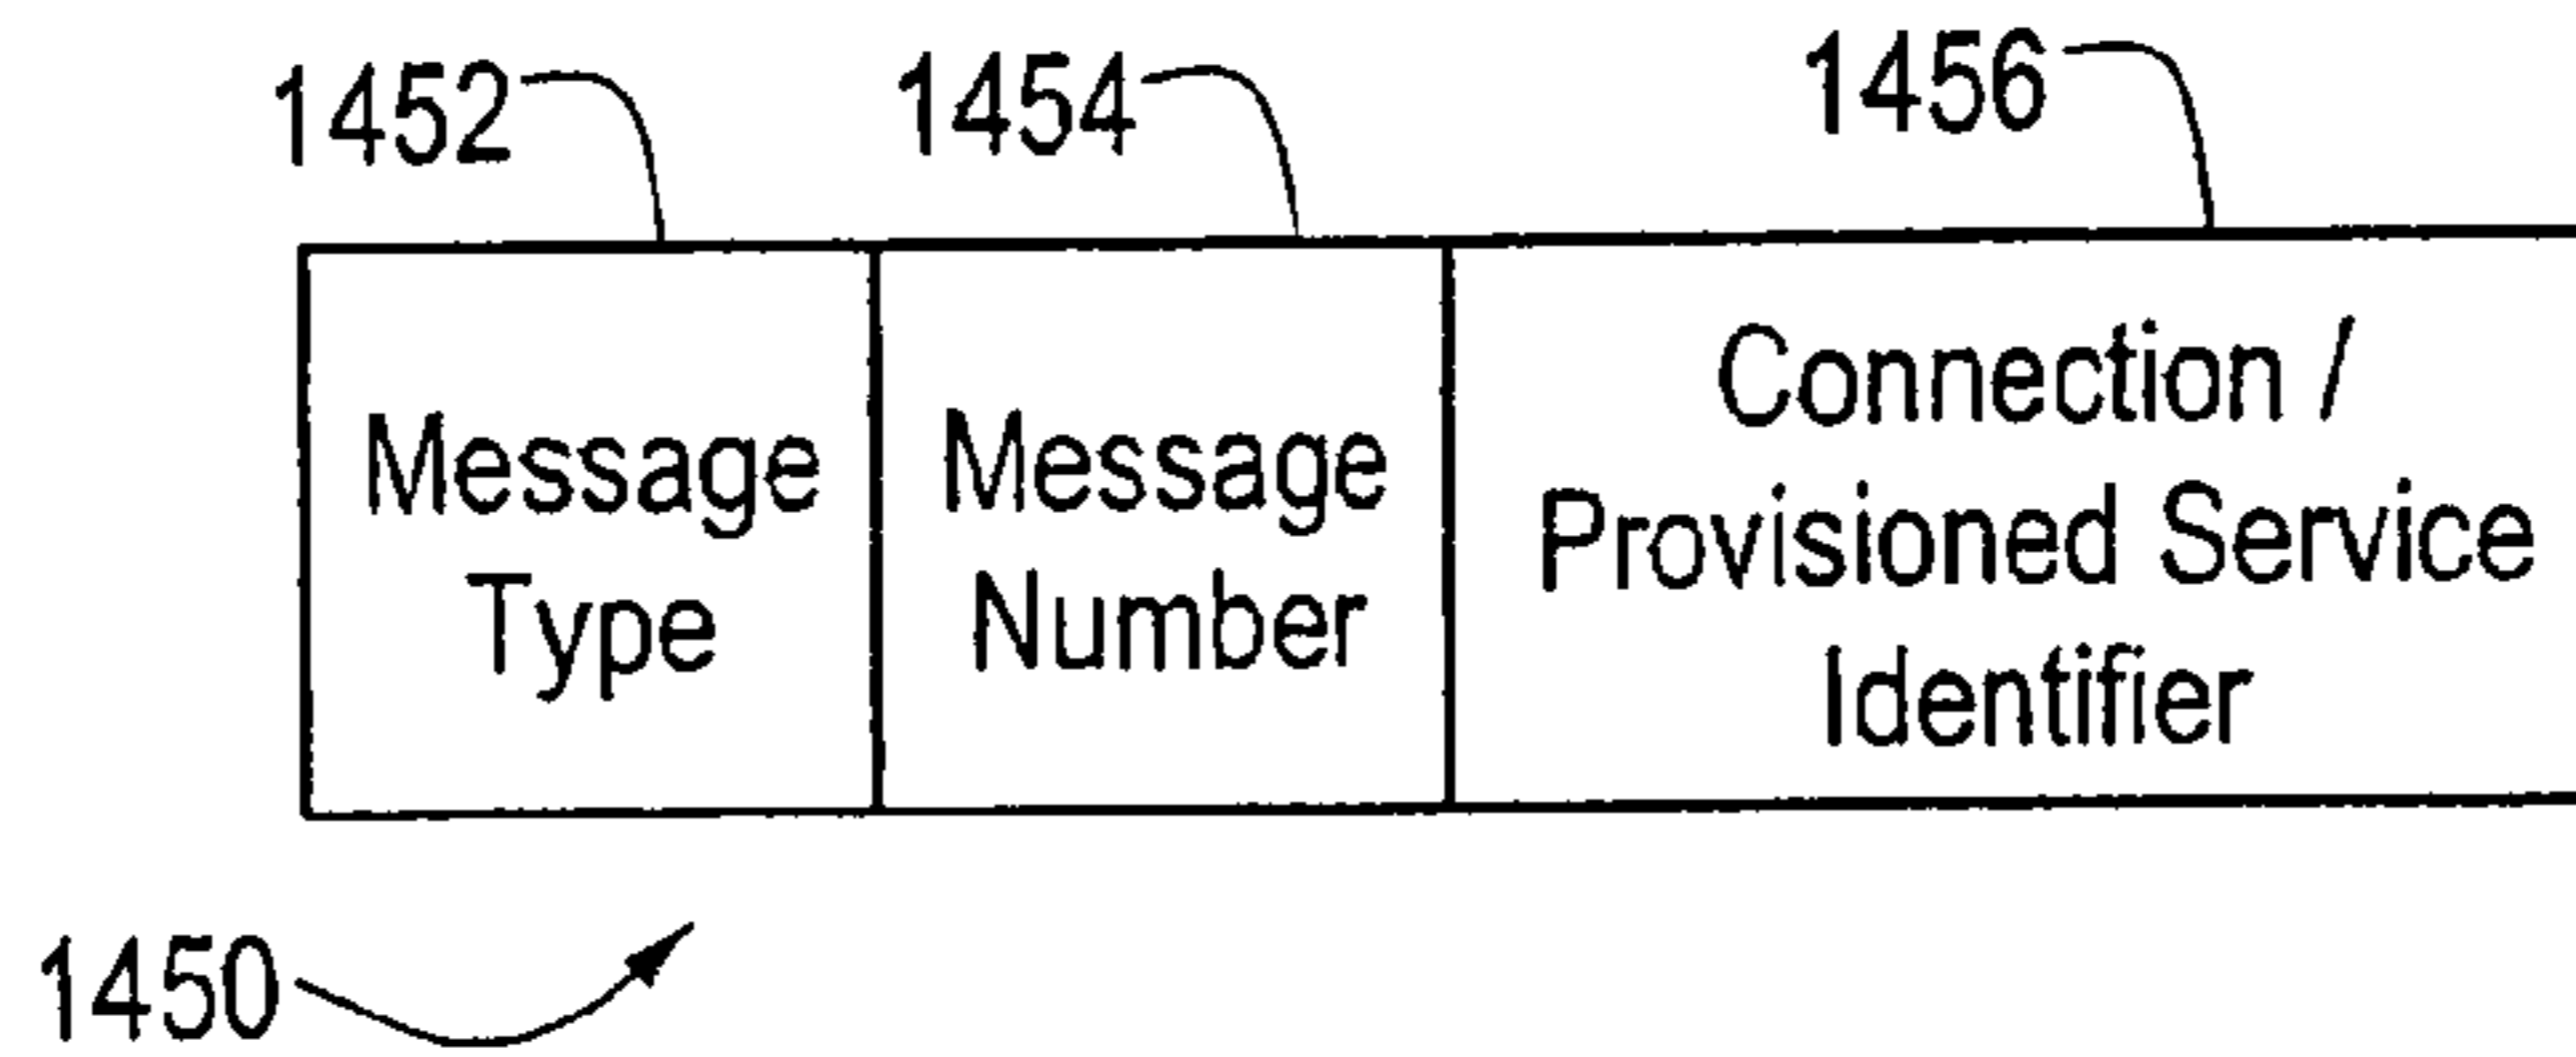 1452
1454
1456
Message
Type
Message
Number
Connection /
Provisioned Service
Identifier
1450